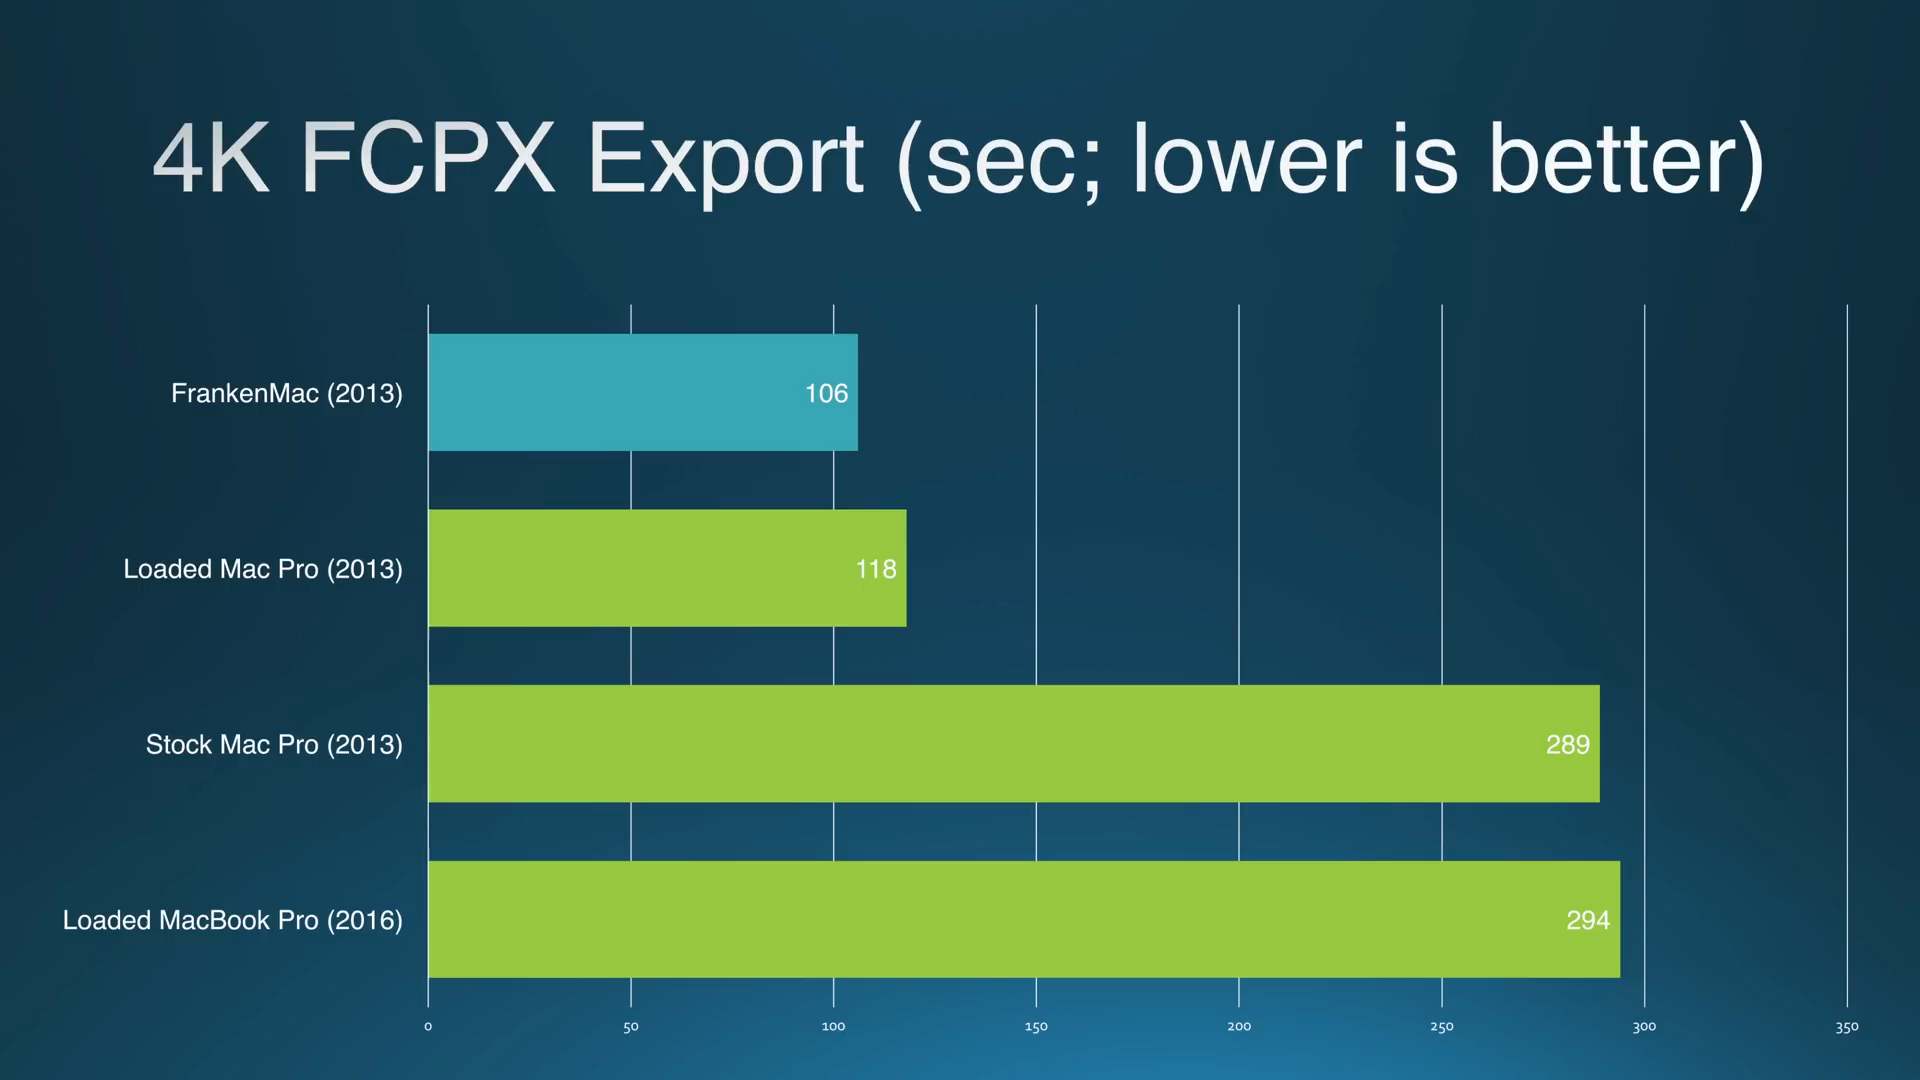 4K FCPX Export (sec; lower is better)
FrankenMac (2013)
106
Loaded Mac Pro (2013)
118
Stock Mac Pro (2013)
289
Loaded MacBook Pro (2016)
294
0 50 100 150 200 250 300 350